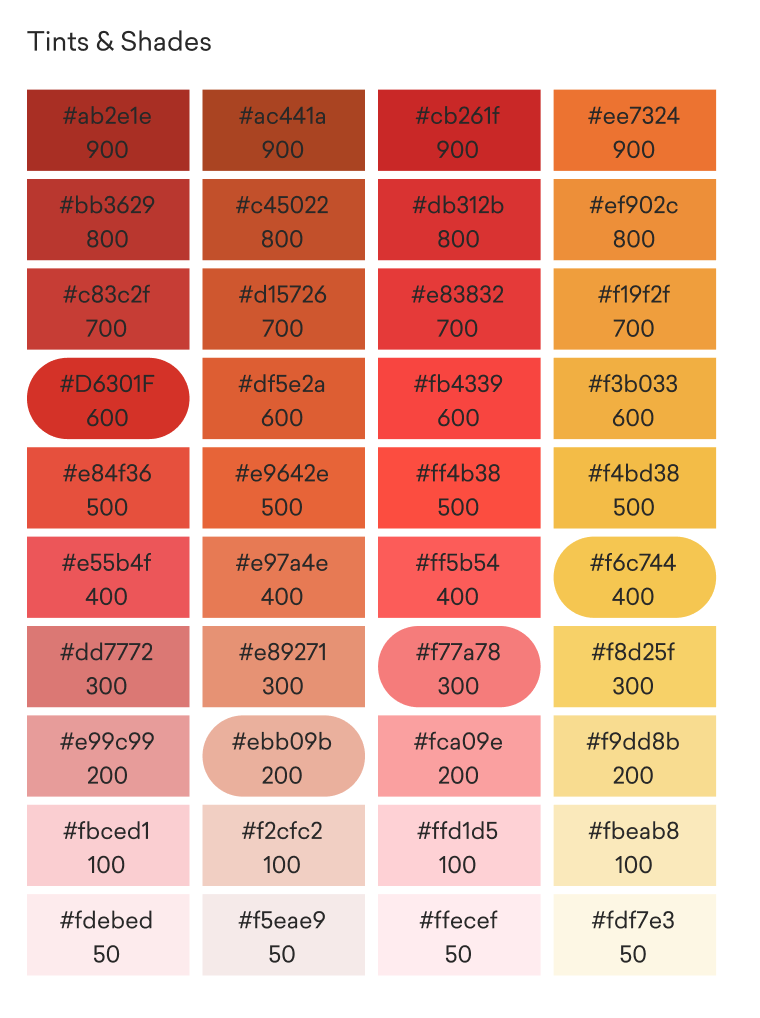 Tints & Shades
#ab2e1e
900
#ac441a
900
#cb261f
900
#ee7324
900
#bb3629
800
#c45022
800
#db312b
800
#ef902c
800
#c83c2f
700
#d15726
700
#e83832
700
#f19f2f
700
#D6301F
600
#df5e2a
600
#fb4339
600
#f3b033
600
#e84f36
500
#e9642e
500
#ff4b38
500
#f4bd38
500
#e55b4f
400
#e97a4e
400
#ff5b54
400
#f6c744
400
#dd7772
300
#e89271
300
#f77a78
300
#f8d25f
300
#e99c99
200
#ebb09b
200
#fca09e
200
#f9dd8b
200
#fbced1
100
#f2cfc2
100
#ffd1d5
100
#fbeab8
100
#fdebed
50
#f5eae9
50
#ffecef
50
#fdf7e3
50